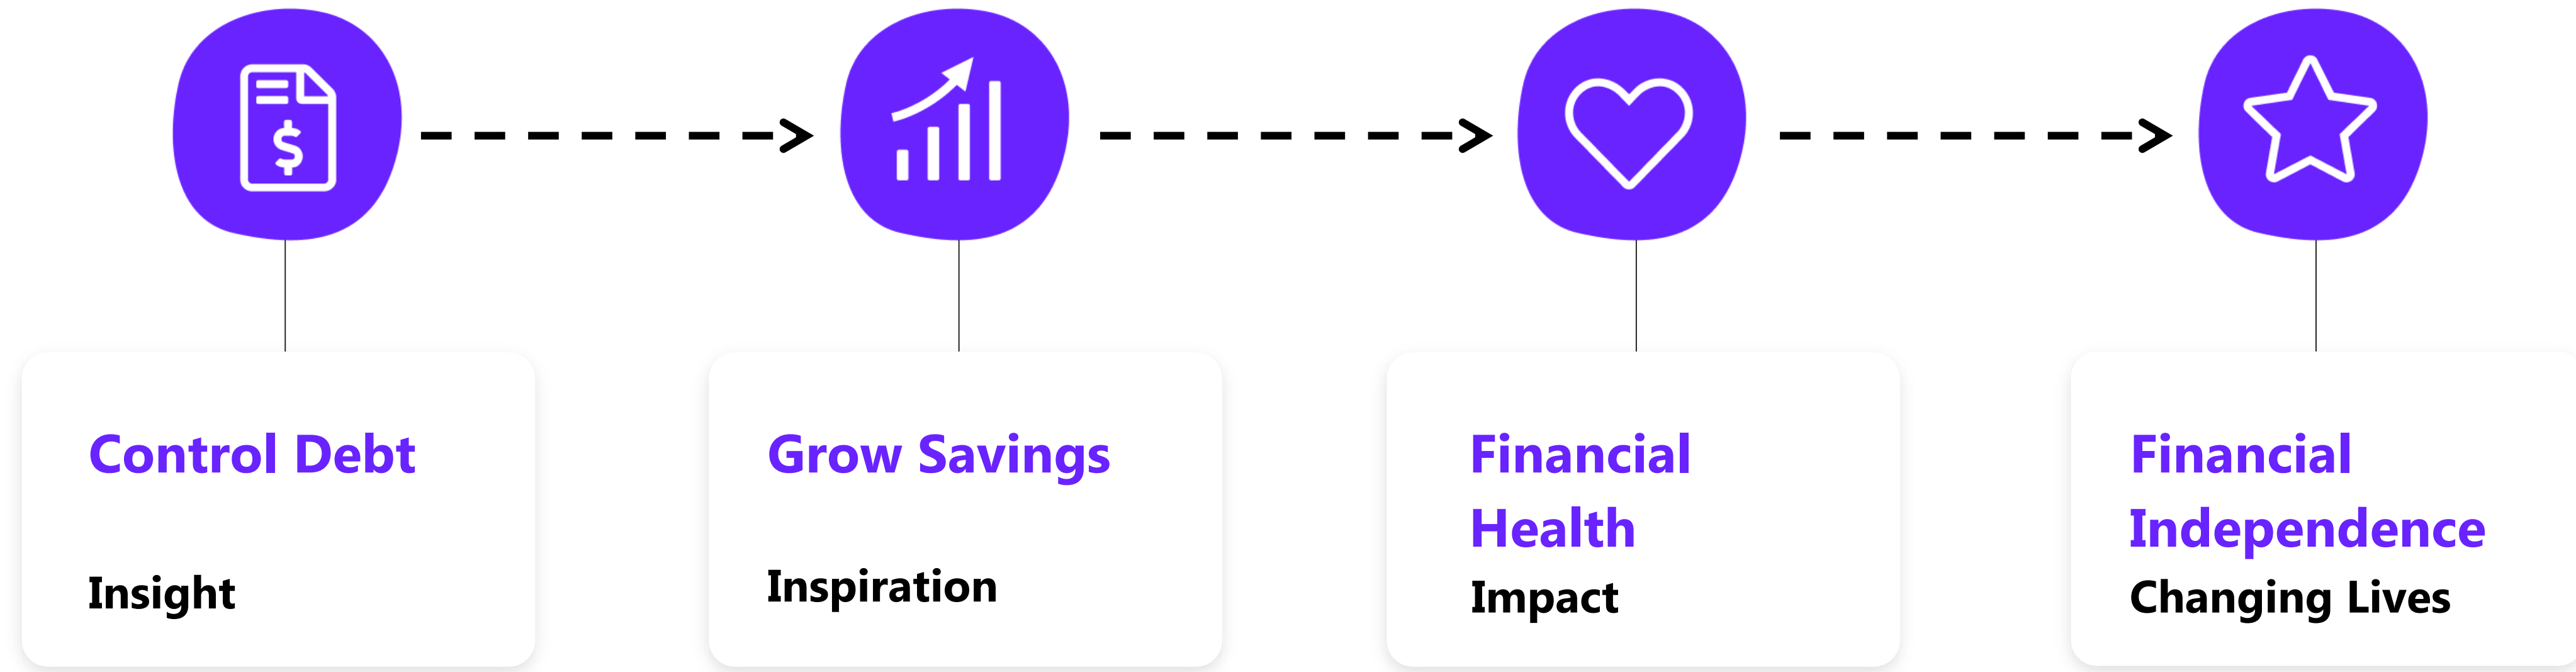 $
Control Debt
Insight
Grow Savings
Inspiration
Financial
Health
Impact
Financial
Independence
Changing Lives